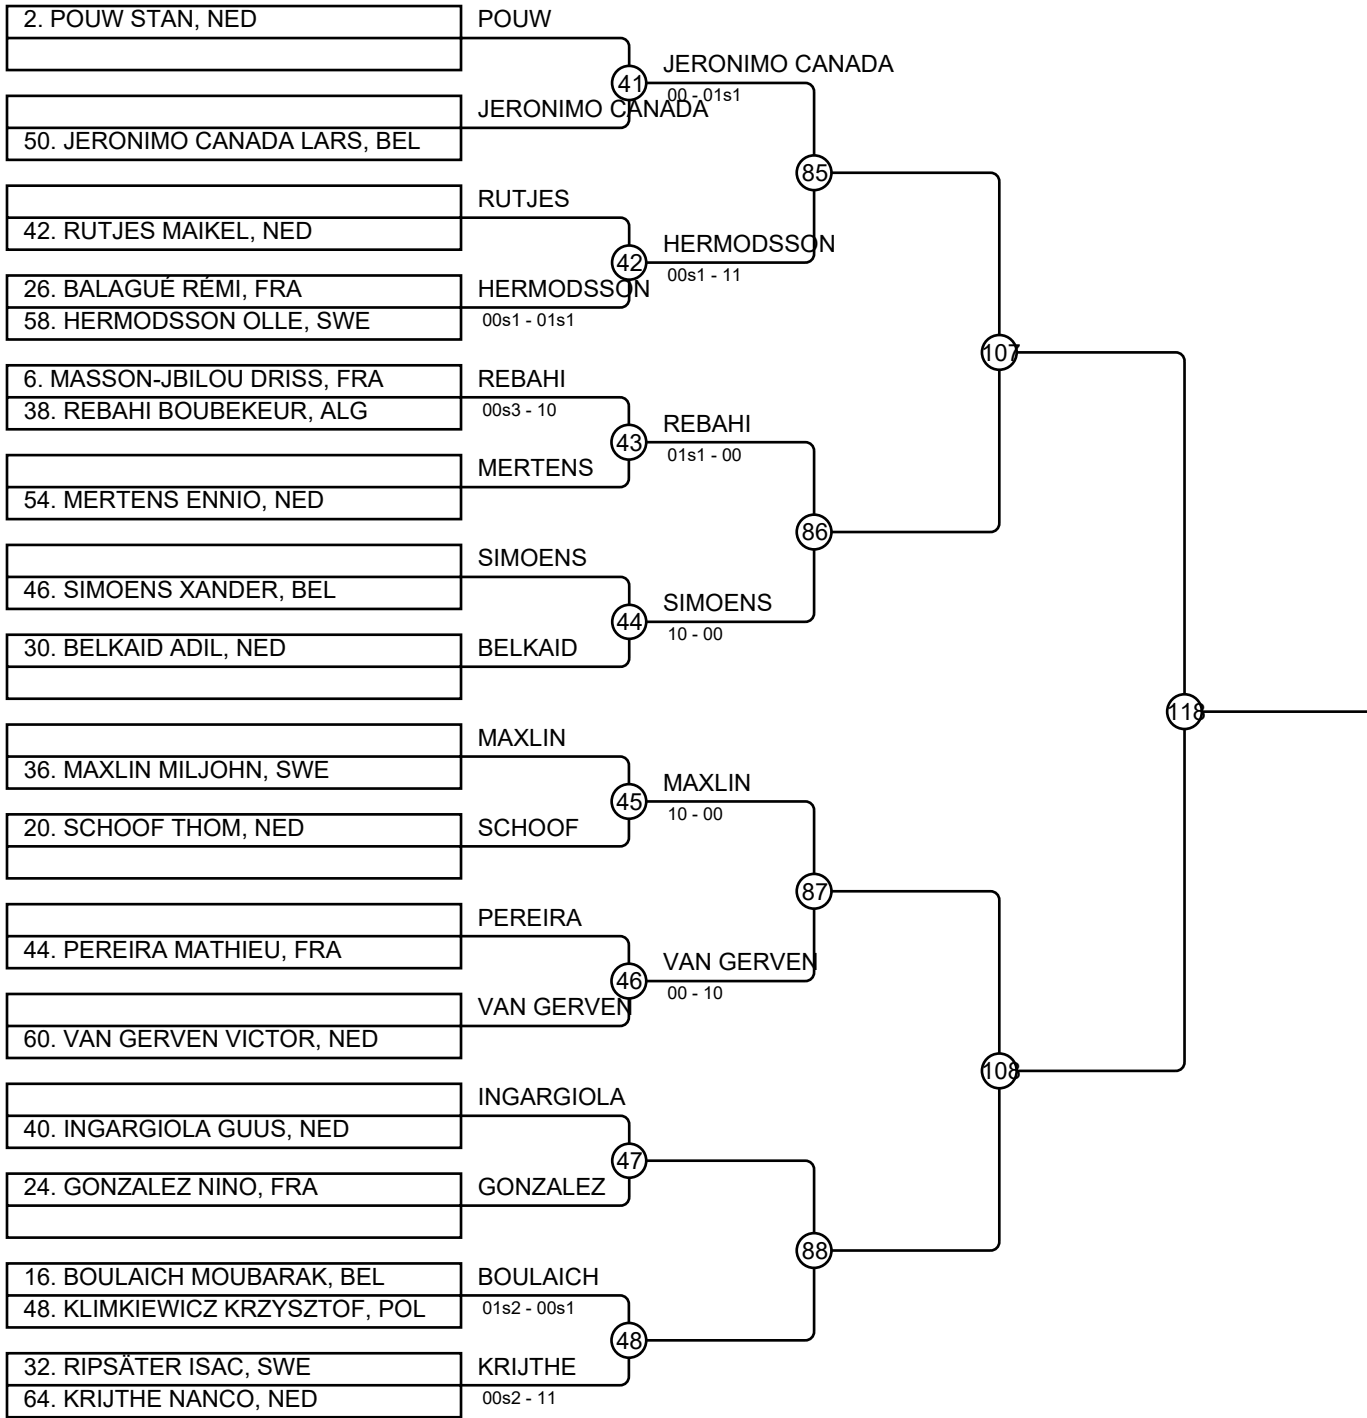 2. POUW STAN, NED
POUW
41
JERONIMO CANADA
00 - 01s1
JERONIMO CANADA
50. JERONIMO CANADA LARS, BEL
85
RUTJES
42. RUTJES MAIKEL, NED
42
HERMODSSON
00s1 - 11
26. BALAGUÉ RÉMI, FRA
HERMODSSON
58. HERMODSSON OLLE, SWE
00s1 - 01s1
107
6. MASSON-JBILOU DRISS, FRA
REBAHI
38. REBAHI BOUBEKEUR, ALG
00s3 - 10
43
REBAHI
01s1 - 00
MERTENS
54. MERTENS ENNIO, NED
86
SIMOENS
46. SIMOENS XANDER, BEL
44
SIMOENS
10 - 00
30. BELKAID ADIL, NED
BELKAID
118
MAXLIN
36. MAXLIN MILJOHN, SWE
45
MAXLIN
10 - 00
20. SCHOOF THOM, NED
SCHOOF
87
PEREIRA
44. PEREIRA MATHIEU, FRA
46
VAN GERVEN
00 - 10
VAN GERVEN
60. VAN GERVEN VICTOR, NED
108
INGARGIOLA
40. INGARGIOLA GUUS, NED
47
24. GONZALEZ NINO, FRA
GONZALEZ
88
16. BOULAICH MOUBARAK, BEL
BOULAICH
48. KLIMKIEWICZ KRZYSZTOF, POL
01s2 - 00s1
48
32. RIPSÄTER ISAC, SWE
KRIJTHE
64. KRIJTHE NANCO, NED
00s2 - 11